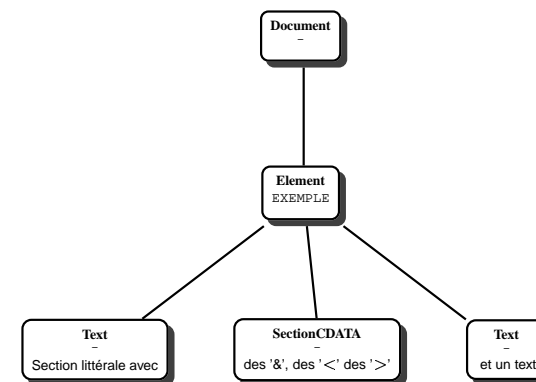 Document
–
Element
EXEMPLE
Text
–
Section littérale avec
SectionCDATA
–
des '&', des '<' des '>'
Text
–
et un text